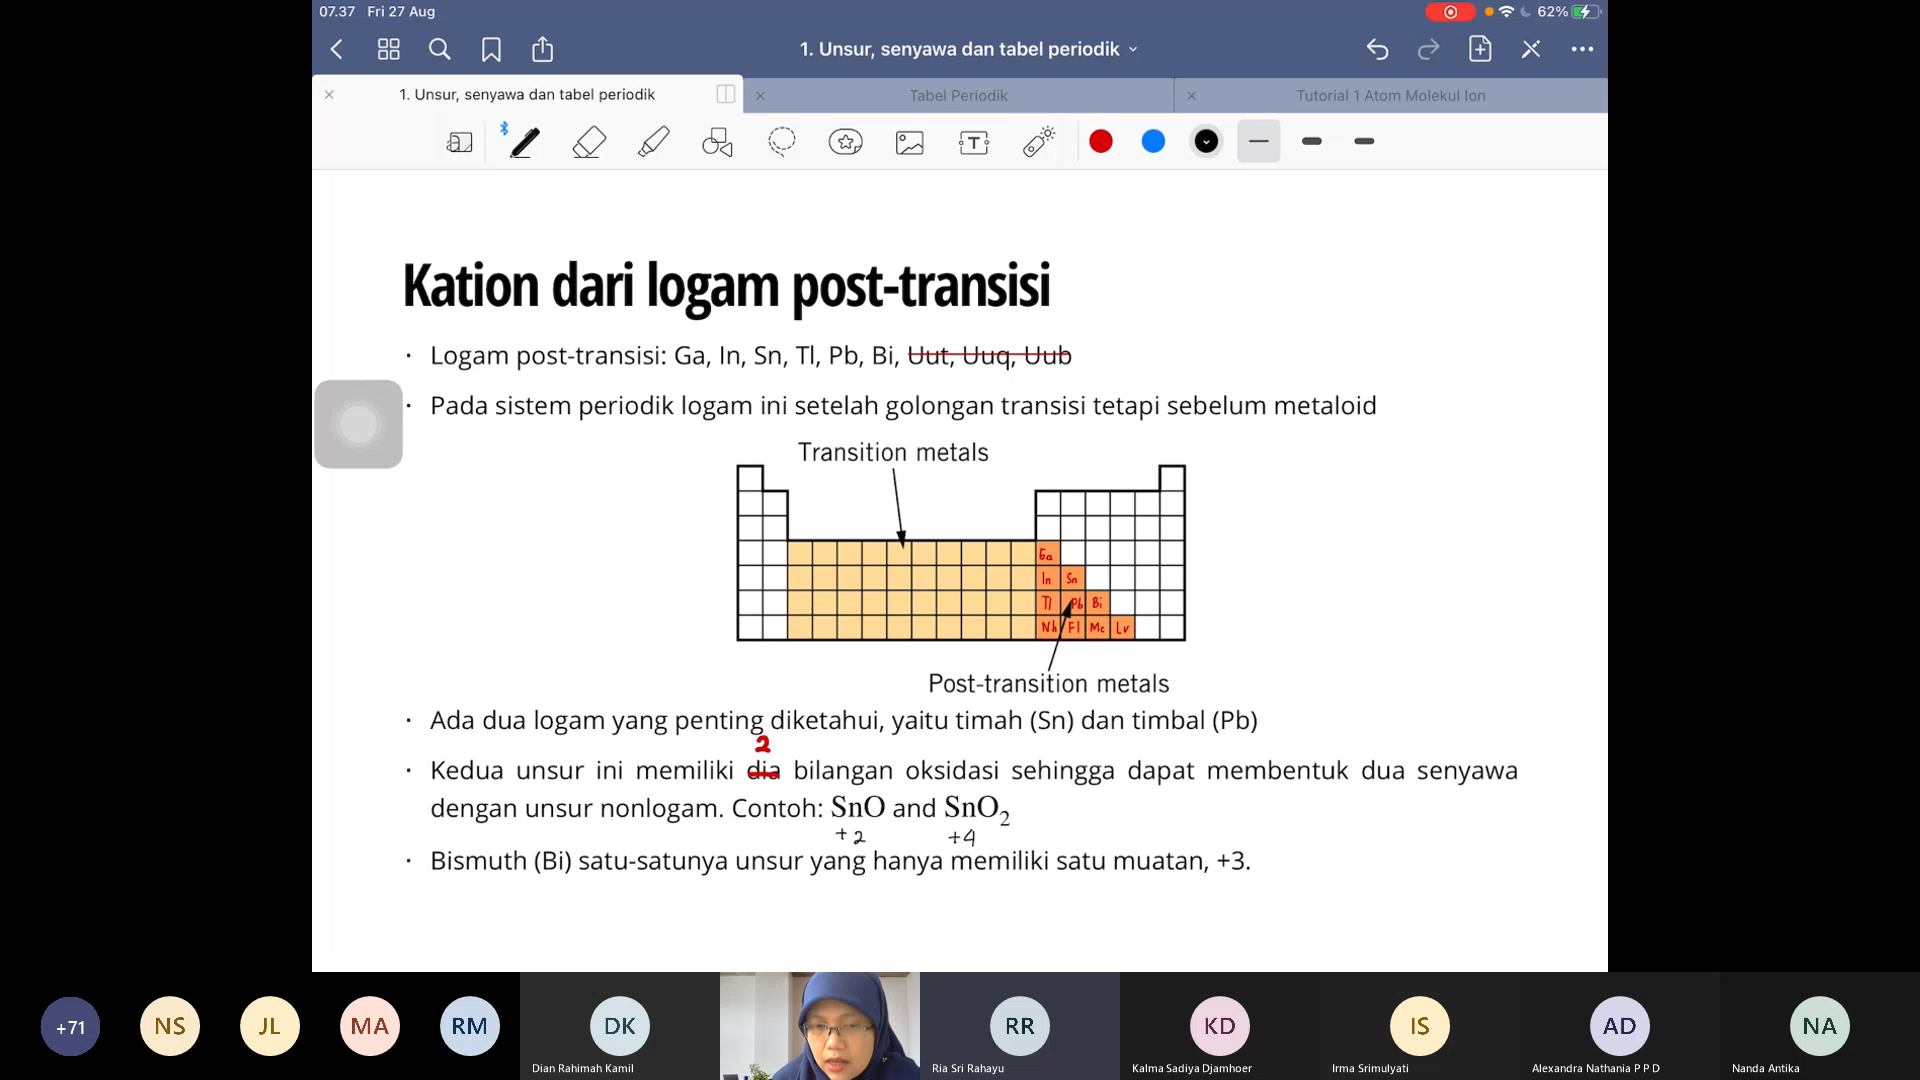 07.37 Fri 27 Aug
62%
1. Unsur, senyawa dan tabel periodik
1. Unsur, senyawa dan tabel periodik
Tabel Periodik
Tutorial 1 Atom Molekul Ion
T
Kation dari logam post-transisi
· Logam post-transisi: Ga, In, Sn, Tl, Pb, Bi, Uut, Uuq, Uub
· Pada sistem periodik logam ini setelah golongan transisi tetapi sebelum metaloid
Transition metals
Ga
In Sn
Tl Pb Bi
Nh Fl Mc Lv
Post-transition metals
· Ada dua logam yang penting diketahui, yaitu timah (Sn) dan timbal (Pb)
2
· Kedua unsur ini memiliki dia bilangan oksidasi sehingga dapat membentuk dua senyawa
dengan unsur nonlogam. Contoh: SnO and SnO2
+2 +4
· Bismuth (Bi) satu-satunya unsur yang hanya memiliki satu muatan, +3.
+71
NS
JL
MA
RM
DK
RR
KD
IS
AD
NA
Dian Rahimah Kamil
Ria Sri Rahayu
Kalma Sadiya Djamhoer
Irma Srimulyati
Alexandra Nathania P P D
Nanda Antika